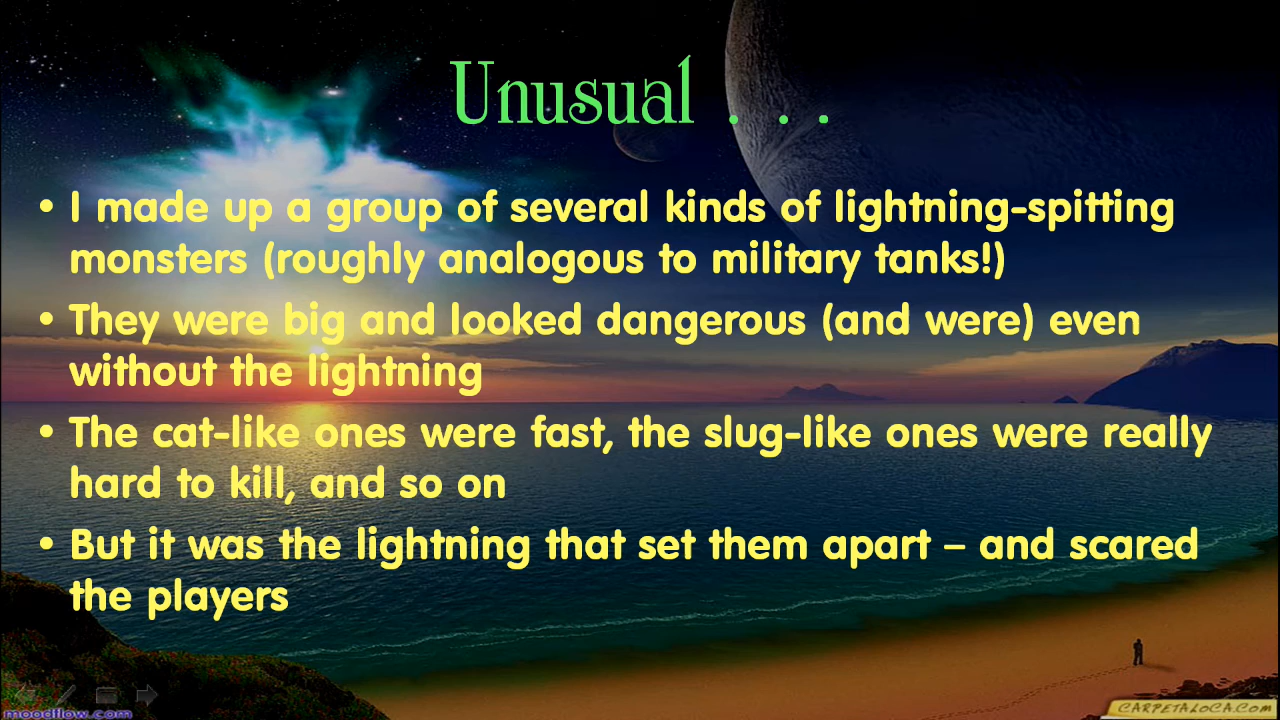 Unusual . . .
• I made up a group of several kinds of lightning-spitting
monsters (roughly analogous to military tanks!)
• They were big and looked dangerous (and were) even
without the lightning
• The cat-like ones were fast, the slug-like ones were really
hard to kill, and so on
• But it was the lightning that set them apart – and scared
the players
moodflow.com
CARPETALOCA.COM